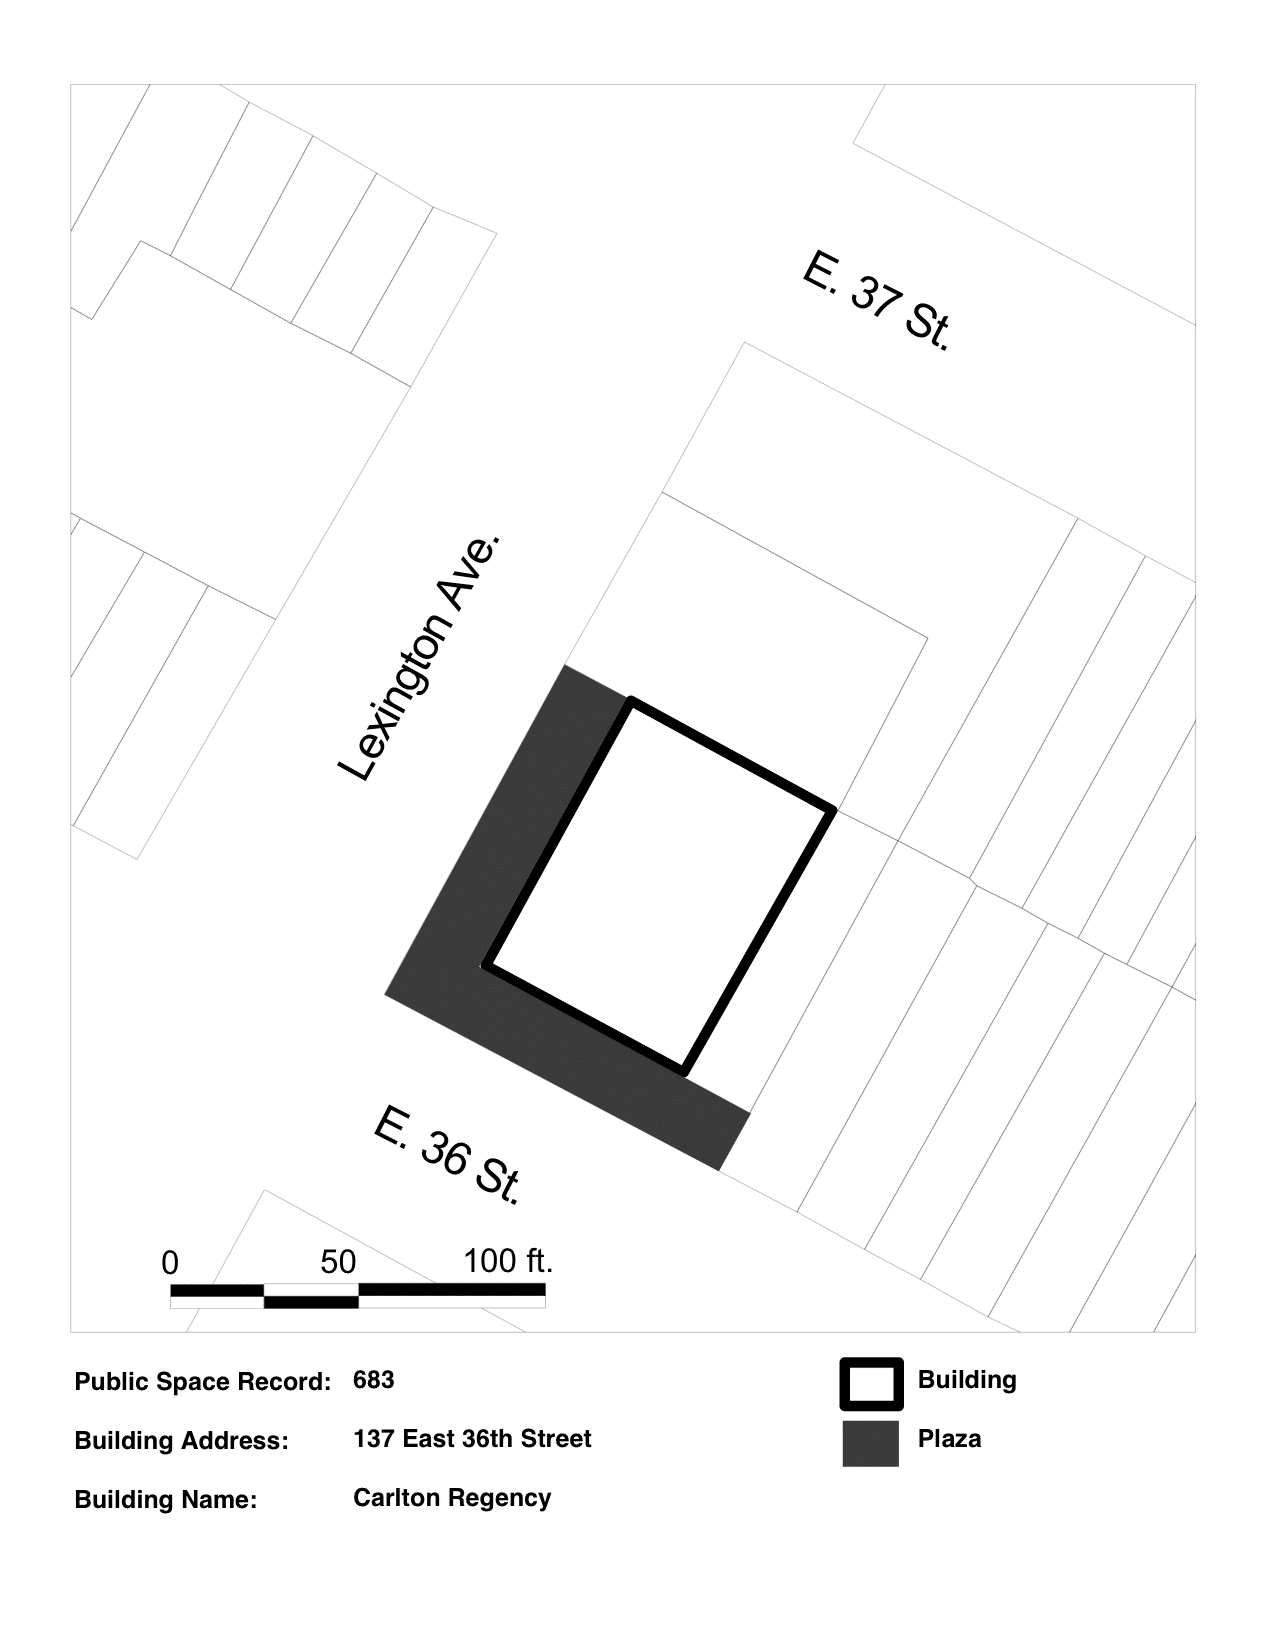 E. 37 St.
Lexington Ave.
E. 36 St.
0 50 100 ft.
Public Space Record: 683
Building Address: 137 East 36th Street
Building Name: Carlton Regency
Building
Plaza